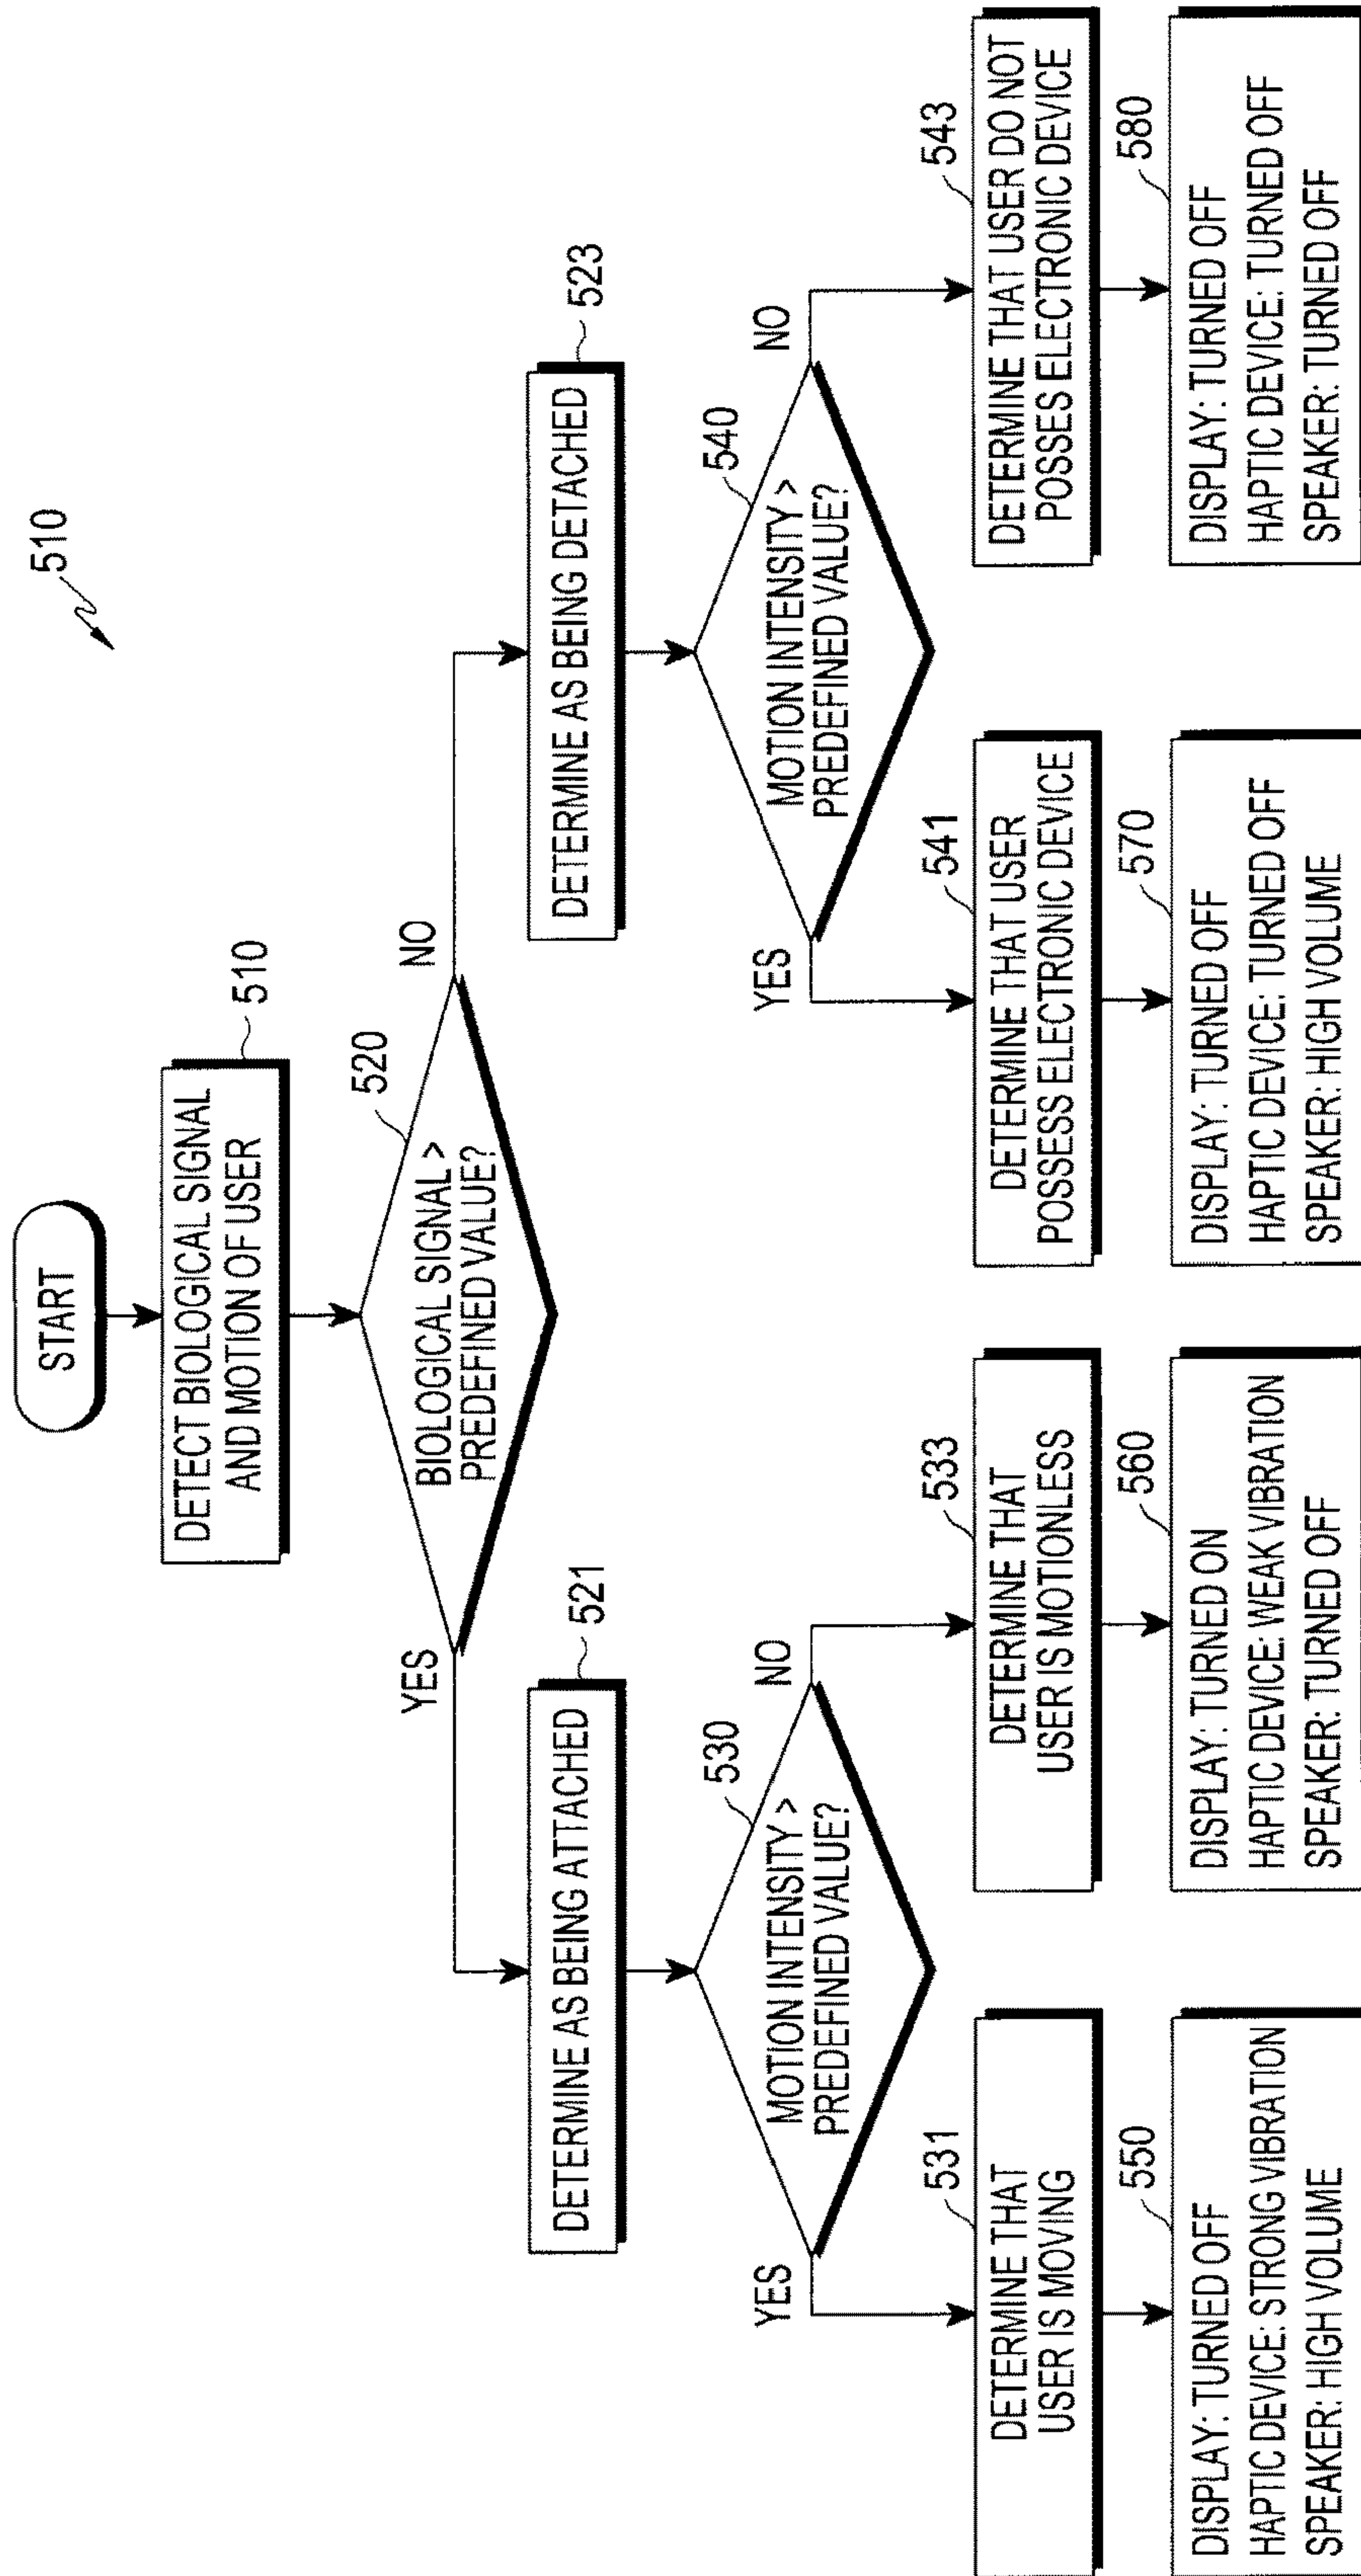 510
START
DETECT BIOLOGICAL SIGNAL
AND MOTION OF USER
510
BIOLOGICAL SIGNAL >
PREDEFINED VALUE?
520
YES
NO
DETERMINE AS BEING ATTACHED
521
DETERMINE AS BEING DETACHED
523
MOTION INTENSITY >
PREDEFINED VALUE?
530
YES
NO
MOTION INTENSITY >
PREDEFINED VALUE?
540
YES
NO
DETERMINE THAT
USER IS MOVING
531
DETERMINE THAT
USER IS MOTIONLESS
533
DETERMINE THAT USER
POSSESS ELECTRONIC DEVICE
541
DETERMINE THAT USER DO NOT
POSSES ELECTRONIC DEVICE
543
DISPLAY: TURNED OFF
HAPTIC DEVICE: STRONG VIBRATION
SPEAKER: HIGH VOLUME
550
DISPLAY: TURNED ON
HAPTIC DEVICE: WEAK VIBRATION
SPEAKER: TURNED OFF
560
DISPLAY: TURNED OFF
HAPTIC DEVICE: TURNED OFF
SPEAKER: HIGH VOLUME
570
DISPLAY: TURNED OFF
HAPTIC DEVICE: TURNED OFF
SPEAKER: TURNED OFF
580